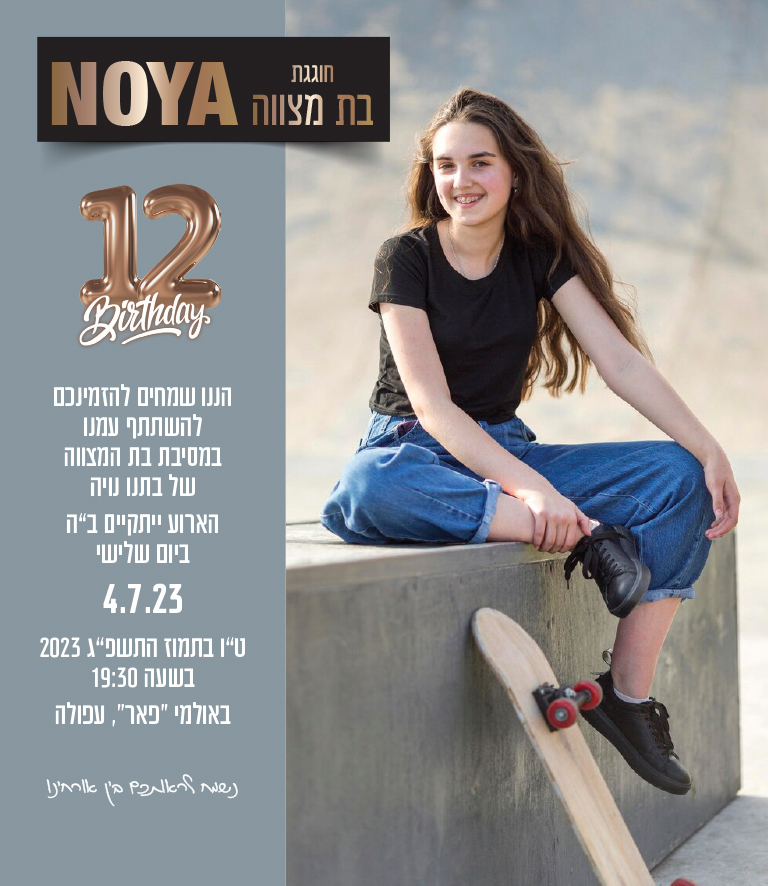 NOYA חוגגת
בת מצווה
12
Birthday
הננו שמחים להזמינכם
להשתתף עמנו
במסיבת בת המצווה
של בתנו נויה
הארוע ייתקיים ב״ה
ביום שלישי
4.7.23
ט״ו בתמוז התשפ״ג 2023
בשעה 19:30
באולמי "פאר", עפולה
נשמח לראותכם בין אורחינו